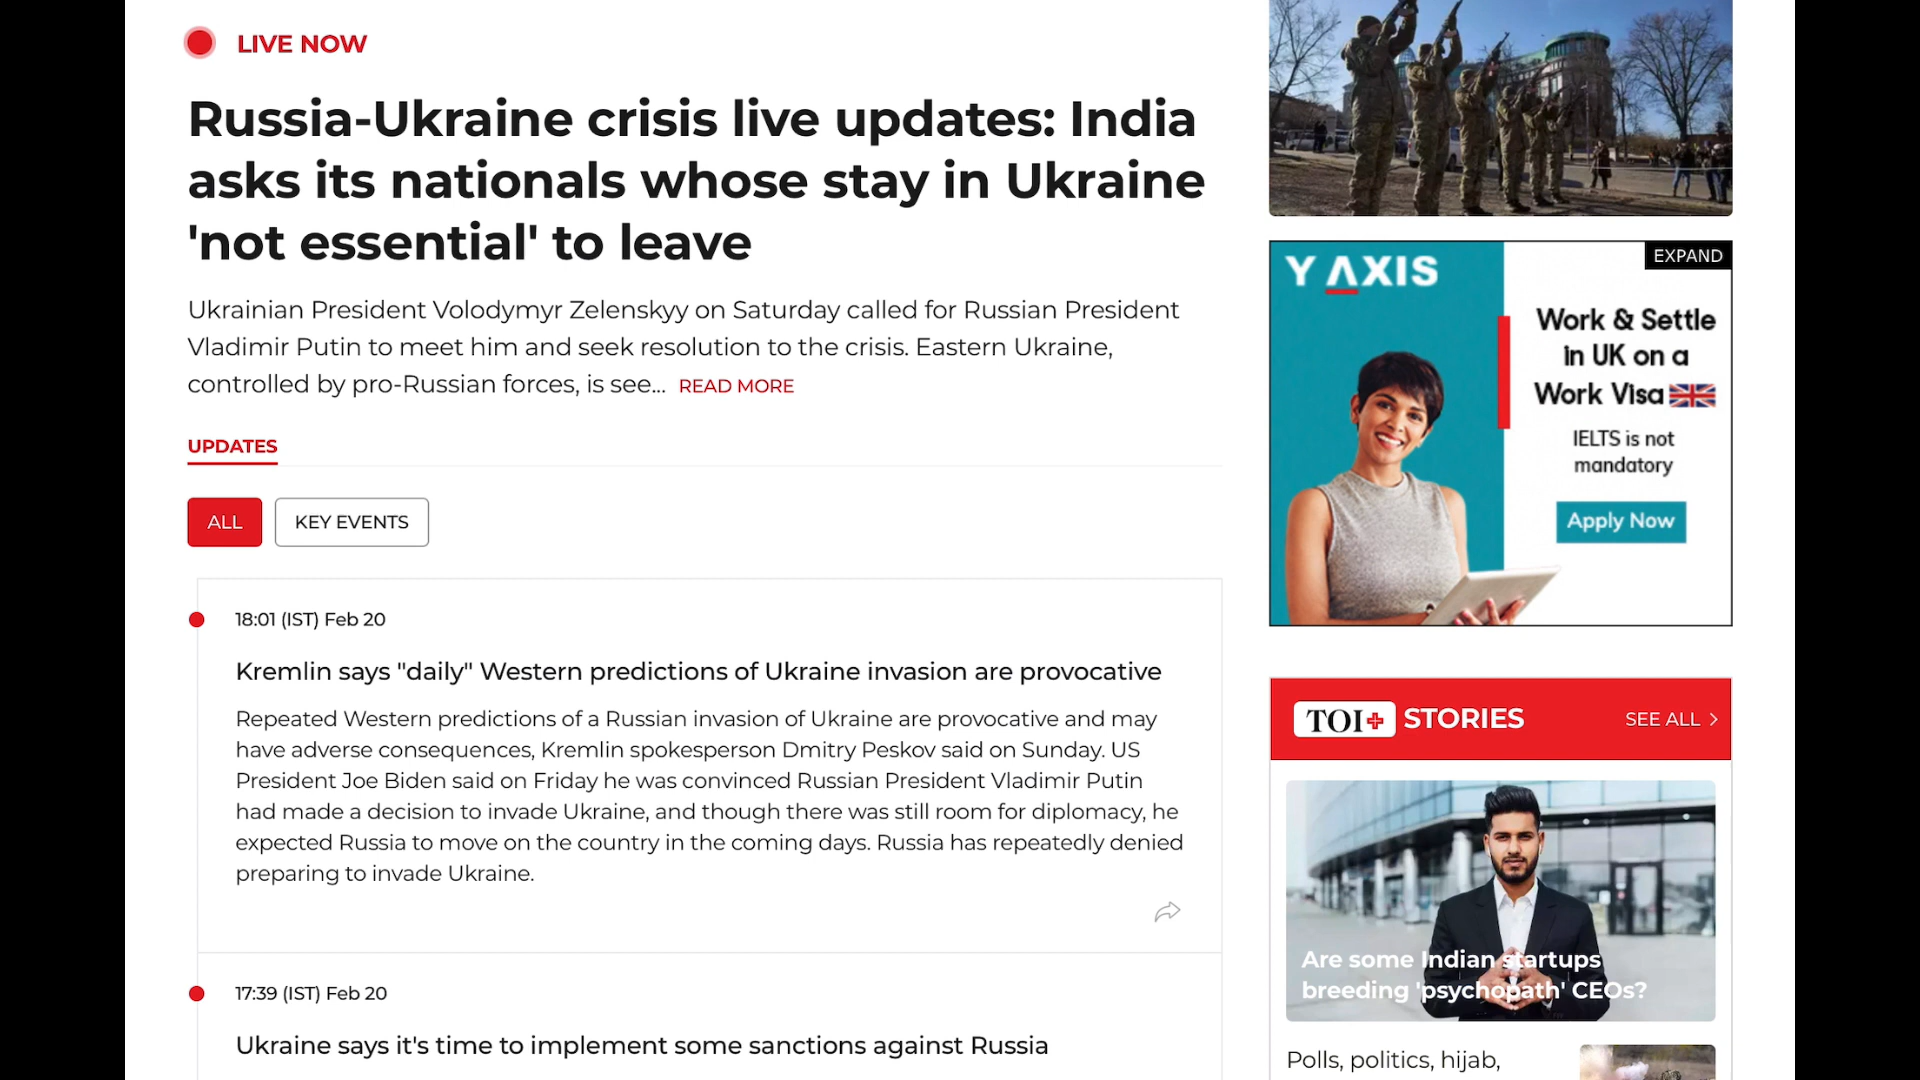 LIVE NOW
Russia-Ukraine crisis live updates: India
asks its nationals whose stay in Ukraine
'not essential' to leave
Ukrainian President Volodymyr Zelenskyy on Saturday called for Russian President
Vladimir Putin to meet him and seek resolution to the crisis. Eastern Ukraine,
controlled by pro-Russian forces, is see... READ MORE
UPDATES
ALL
KEY EVENTS
18:01 (IST) Feb 20
Kremlin says "daily" Western predictions of Ukraine invasion are provocative
Repeated Western predictions of a Russian invasion of Ukraine are provocative and may
have adverse consequences, Kremlin spokesperson Dmitry Peskov said on Sunday. US
President Joe Biden said on Friday he was convinced Russian President Vladimir Putin
had made a decision to invade Ukraine, and though there was still room for diplomacy, he
expected Russia to move on the country in the coming days. Russia has repeatedly denied
preparing to invade Ukraine.
17:39 (IST) Feb 20
Ukraine says it's time to implement some sanctions against Russia
EXPAND
Y AXIS
Work & Settle
in UK on a
Work Visa
IELTS is not
mandatory
Apply Now
TOI+ STORIES
SEE ALL >
Are some Indian startups
breeding 'psychopath' CEOs?
Polls, politics, hijab,